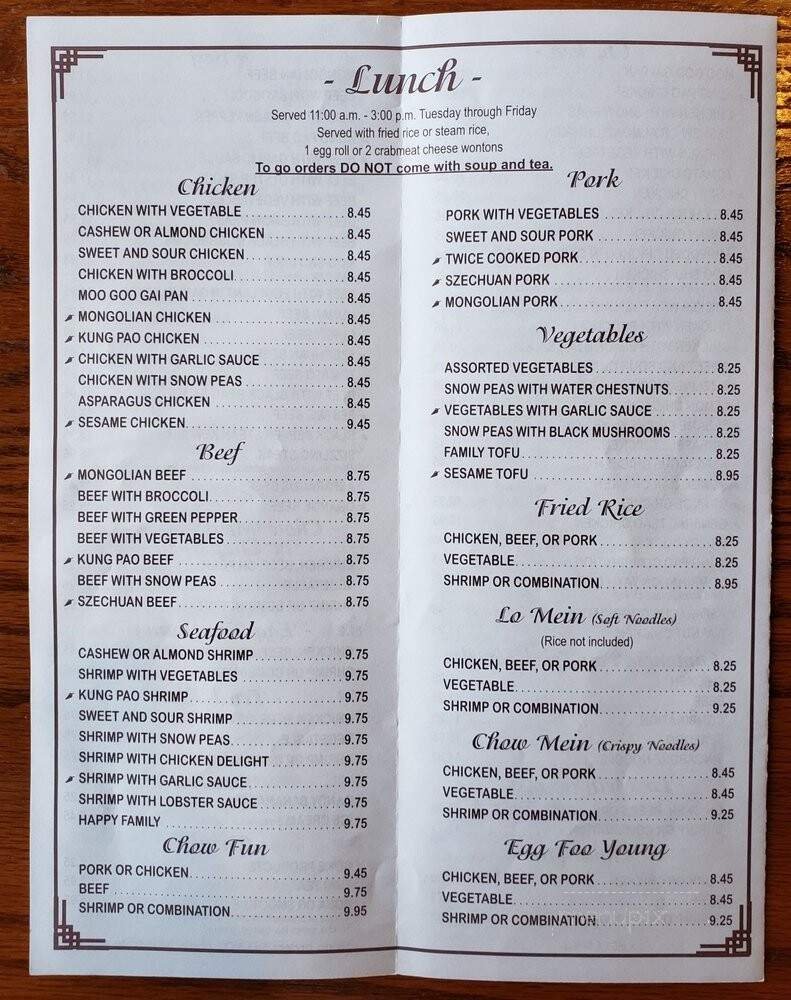 - Lunch -
Served 11:00 a.m. - 3:00 p.m. Tuesday through Friday
Served with fried rice or steam rice,
1 egg roll or 2 crabmeat cheese wontons
To go orders DO NOT come with soup and tea.
Chicken
CHICKEN WITH VEGETABLE 8.45
CASHEW OR ALMOND CHICKEN 8.45
SWEET AND SOUR CHICKEN 8.45
CHICKEN WITH BROCCOLI 8.45
MOO GOO GAI PAN 8.45
MONGOLIAN CHICKEN 8.45
KUNG PAO CHICKEN 8.45
CHICKEN WITH GARLIC SAUCE 8.45
CHICKEN WITH SNOW PEAS 8.45
ASPARAGUS CHICKEN 8.45
SESAME CHICKEN 9.45
Beef
MONGOLIAN BEEF 8.75
BEEF WITH BROCCOLI 8.75
BEEF WITH GREEN PEPPER 8.75
BEEF WITH VEGETABLES 8.75
KUNG PAO BEEF 8.75
BEEF WITH SNOW PEAS 8.75
SZECHUAN BEEF 8.75
Seafood
CASHEW OR ALMOND SHRIMP 9.75
SHRIMP WITH VEGETABLES 9.75
KUNG PAO SHRIMP 9.75
SWEET AND SOUR SHRIMP 9.75
SHRIMP WITH SNOW PEAS 9.75
SHRIMP WITH CHICKEN DELIGHT 9.75
SHRIMP WITH GARLIC SAUCE 9.75
SHRIMP WITH LOBSTER SAUCE 9.75
HAPPY FAMILY 9.75
Chow Fun
PORK OR CHICKEN 9.45
BEEF 9.75
SHRIMP OR COMBINATION 9.95
Pork
PORK WITH VEGETABLES 8.45
SWEET AND SOUR PORK 8.45
TWICE COOKED PORK 8.45
SZECHUAN PORK 8.45
MONGOLIAN PORK 8.45
Vegetables
ASSORTED VEGETABLES 8.25
SNOW PEAS WITH WATER CHESTNUTS 8.25
VEGETABLES WITH GARLIC SAUCE 8.25
SNOW PEAS WITH BLACK MUSHROOMS 8.25
FAMILY TOFU 8.25
SESAME TOFU 8.95
Fried Rice
CHICKEN, BEEF, OR PORK 8.25
VEGETABLE 8.25
SHRIMP OR COMBINATION 8.95
Lo Mein (Soft Noodles)
(Rice not included)
CHICKEN, BEEF, OR PORK 8.25
VEGETABLE 8.25
SHRIMP OR COMBINATION 9.25
Chow Mein (Crispy Noodles)
CHICKEN, BEEF, OR PORK 8.45
VEGETABLE 8.45
SHRIMP OR COMBINATION 9.25
Egg Foo Young
CHICKEN, BEEF, OR PORK 8.45
VEGETABLE 8.45
SHRIMP OR COMBINATION 9.25